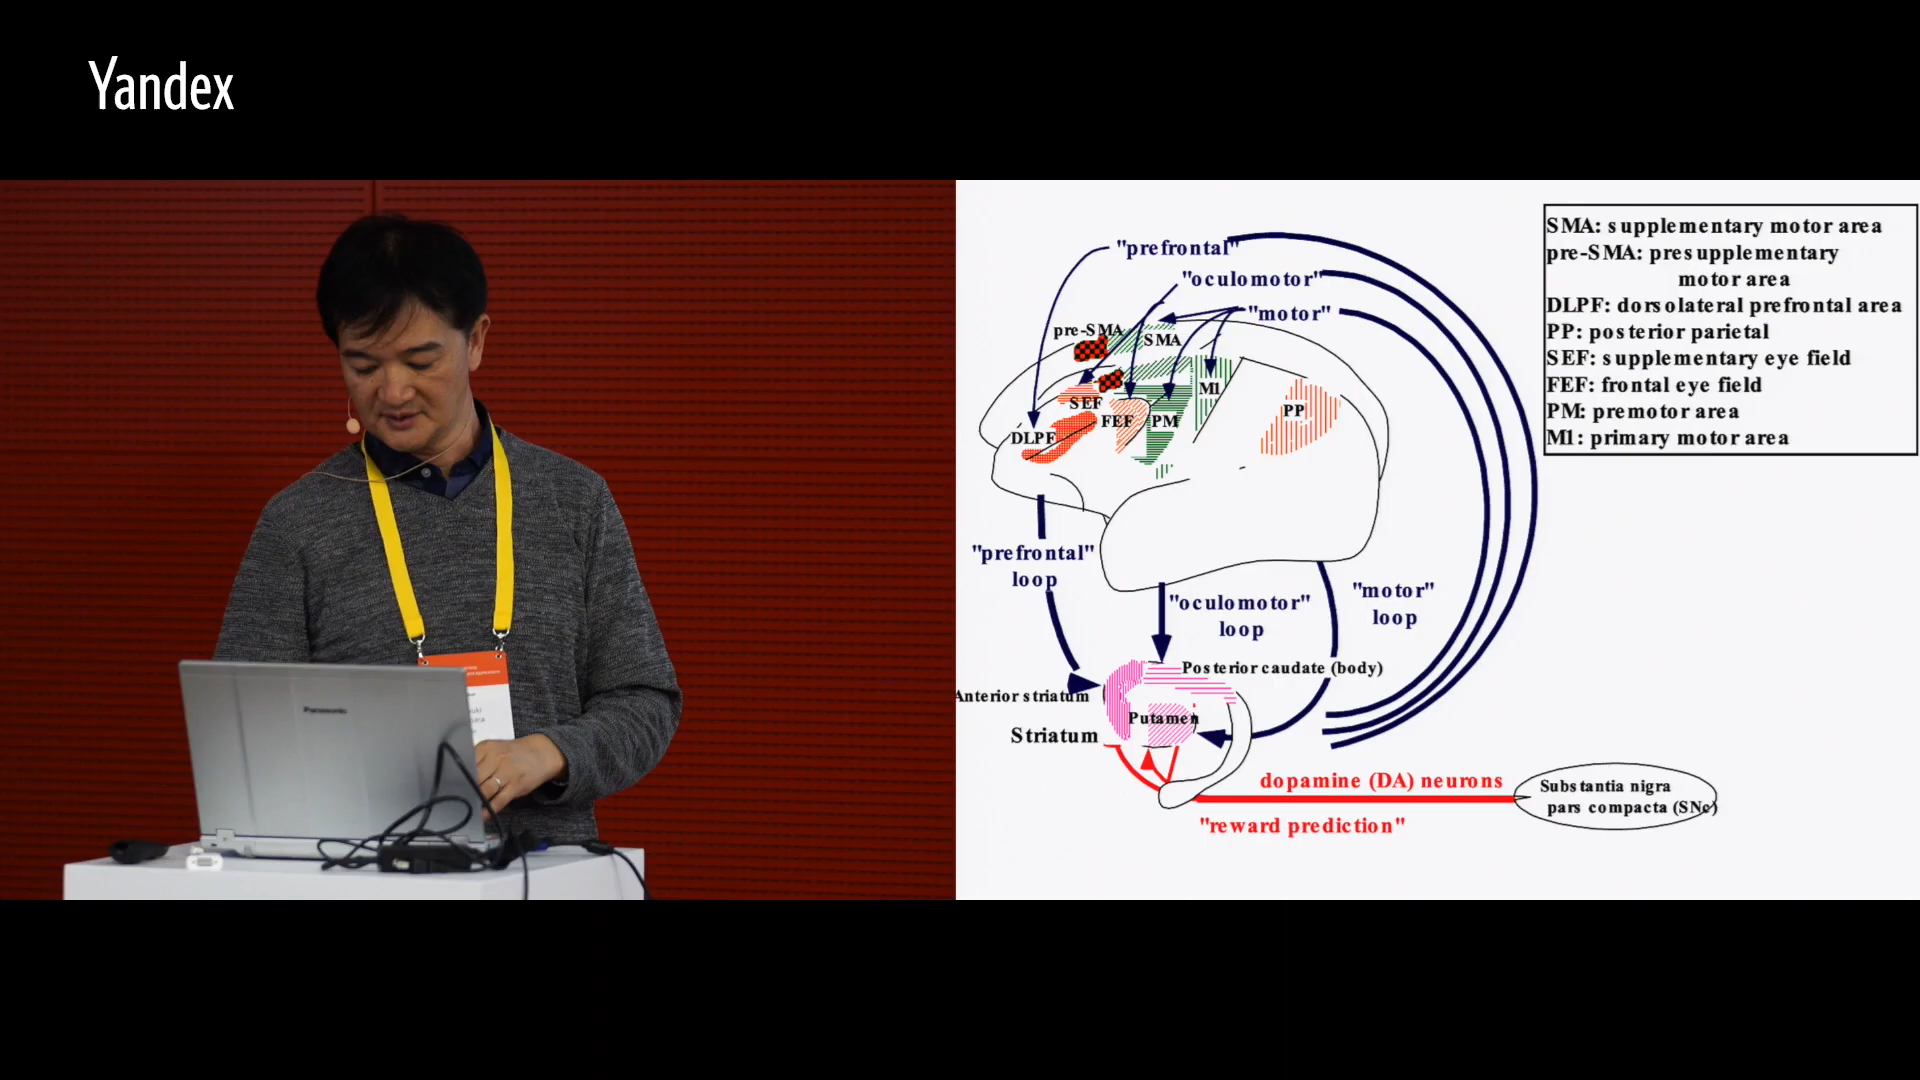 Yandex
Panasonic
"prefrontal"
"oculomotor"
"motor"
pre-SMA
SMA
M1
SEF
FEF
PM
PP
DLPF
SMA: supplementary motor area
pre-SMA: presupplementary
motor area
DLPF: dorsolateral prefrontal area
PP: posterior parietal
SEF: supplementary eye field
FEF: frontal eye field
PM: premotor area
M1: primary motor area
"prefrontal"
loop
"oculomotor"
loop
"motor"
loop
Posterior caudate (body)
Anterior striatum
Putamen
Striatum
dopamine (DA) neurons
"reward prediction"
Substantia nigra
pars compacta (SNc)